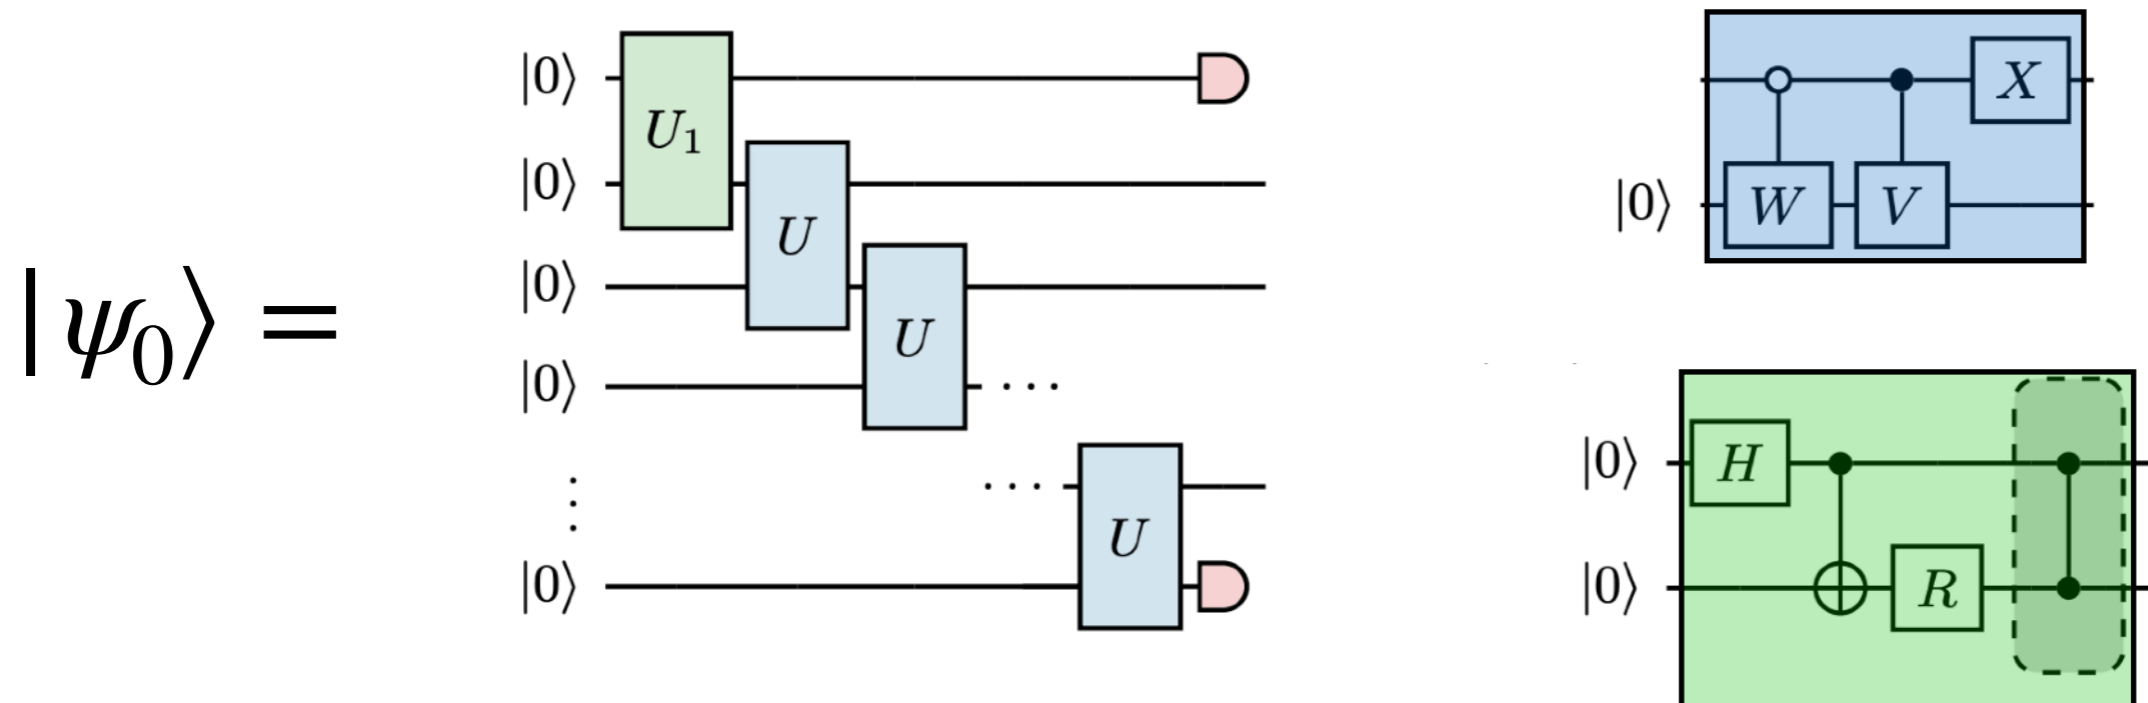 |ψ₀⟩ =
|0⟩
U₁
|0⟩
U
|0⟩
U
|0⟩ ···
⋮
··· U
|0⟩
X
|0⟩ W V
|0⟩ H
|0⟩ R